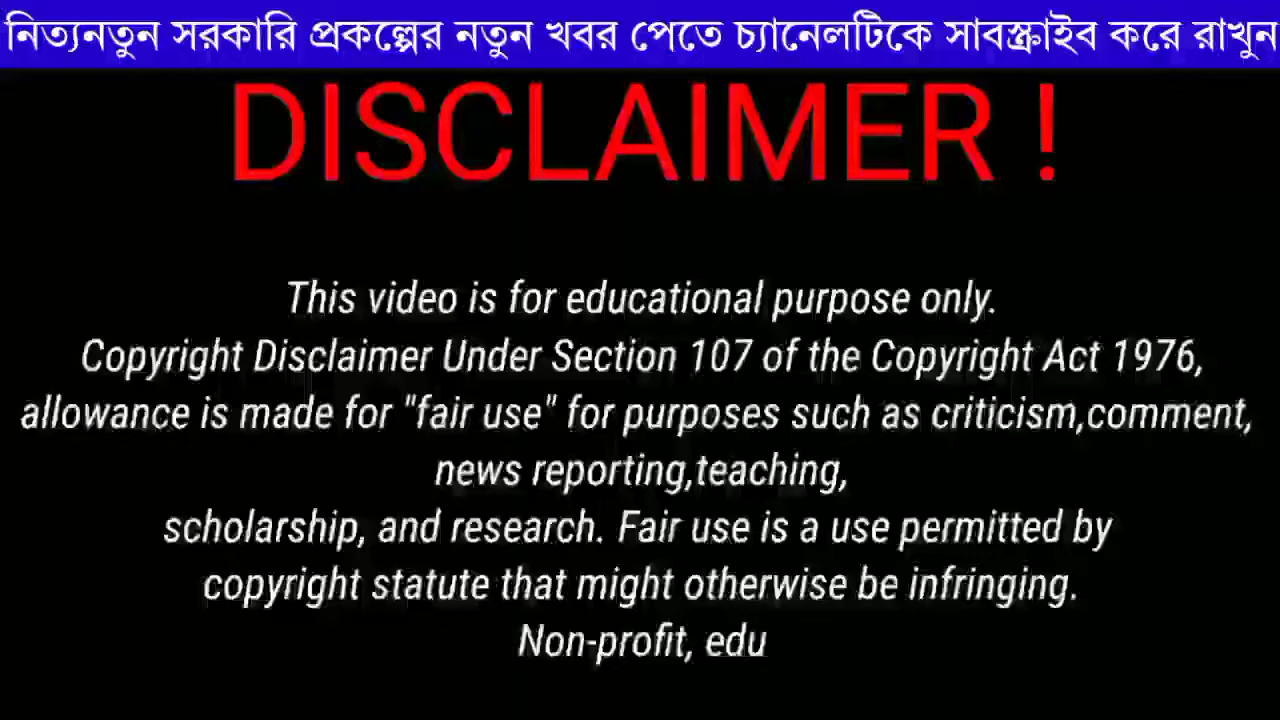 নিত্যনতুন সরকারি প্রকল্পের নতুন খবর পেতে চ্যানেলটিকে সাবস্ক্রাইব করে রাখুন
DISCLAIMER !
This video is for educational purpose only.
Copyright Disclaimer Under Section 107 of the Copyright Act 1976,
allowance is made for "fair use" for purposes such as criticism,comment,
news reporting,teaching,
scholarship, and research. Fair use is a use permitted by
copyright statute that might otherwise be infringing.
Non-profit, edu